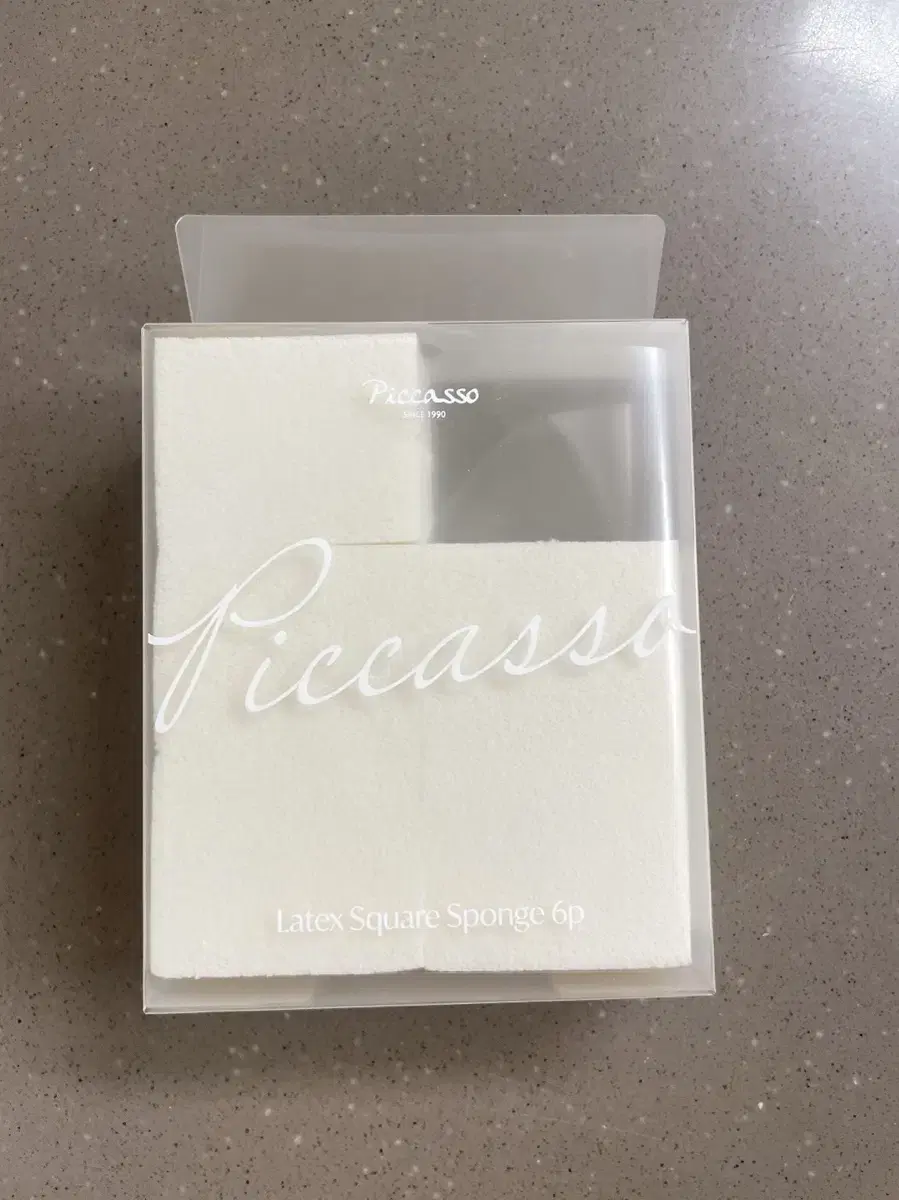 Piccasso
SINCE 1990
Piccasso
Latex Square Sponge 6p